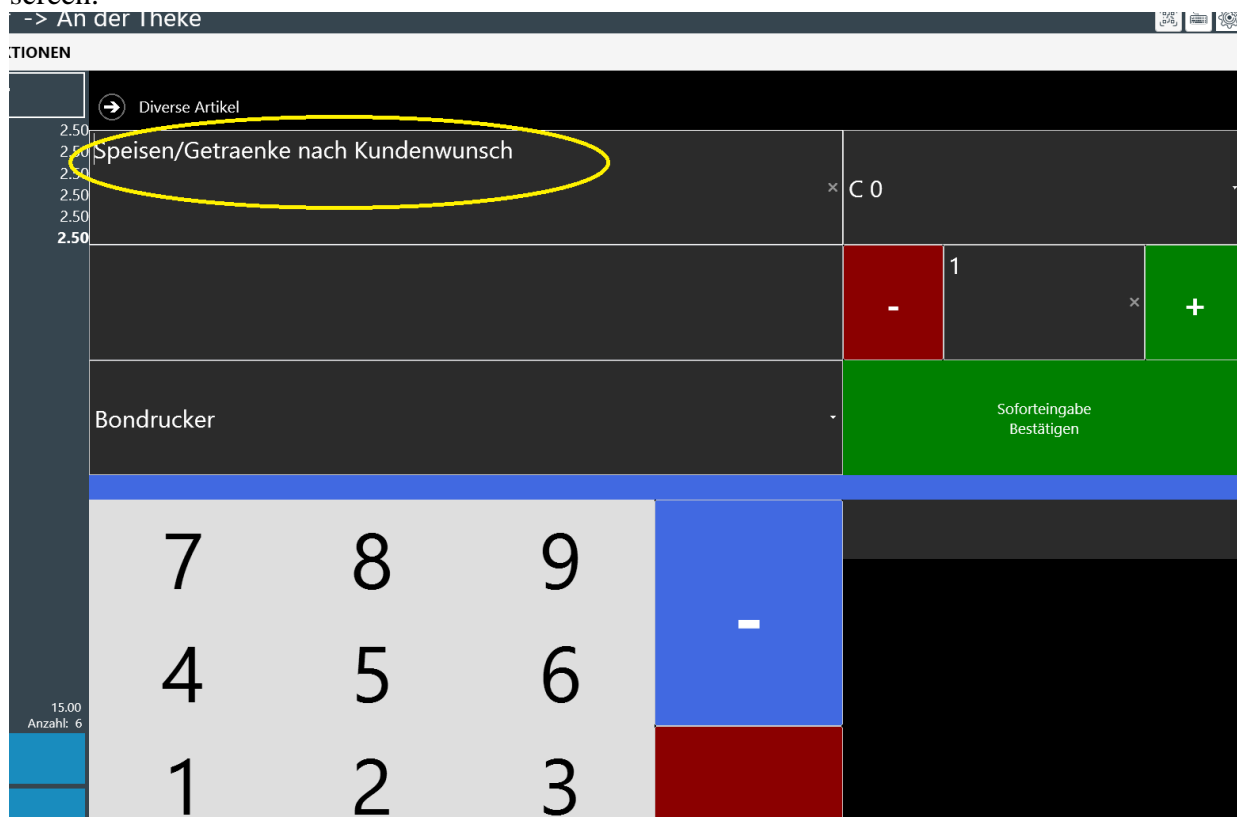 screen.
-> An der Theke
KTIONEN
Diverse Artikel
2.50
2.50
2.50
2.50
2.50
2.50
Speisen/Getraenke nach Kundenwunsch
×
C 0
-
1
×
+
Bondrucker
Soforteingabe
Bestätigen
7 8 9
-
4 5 6
15.00
Anzahl: 6
1 2 3